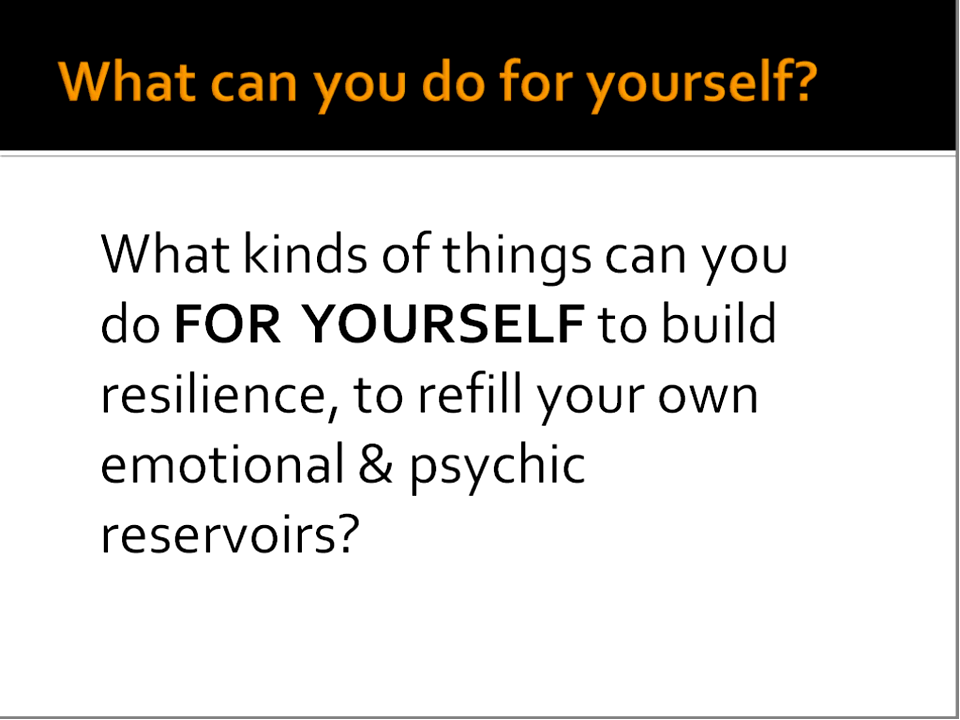 What can you do for yourself?
What kinds of things can you
do FOR YOURSELF to build
resilience, to refill your own
emotional & psychic
reservoirs?